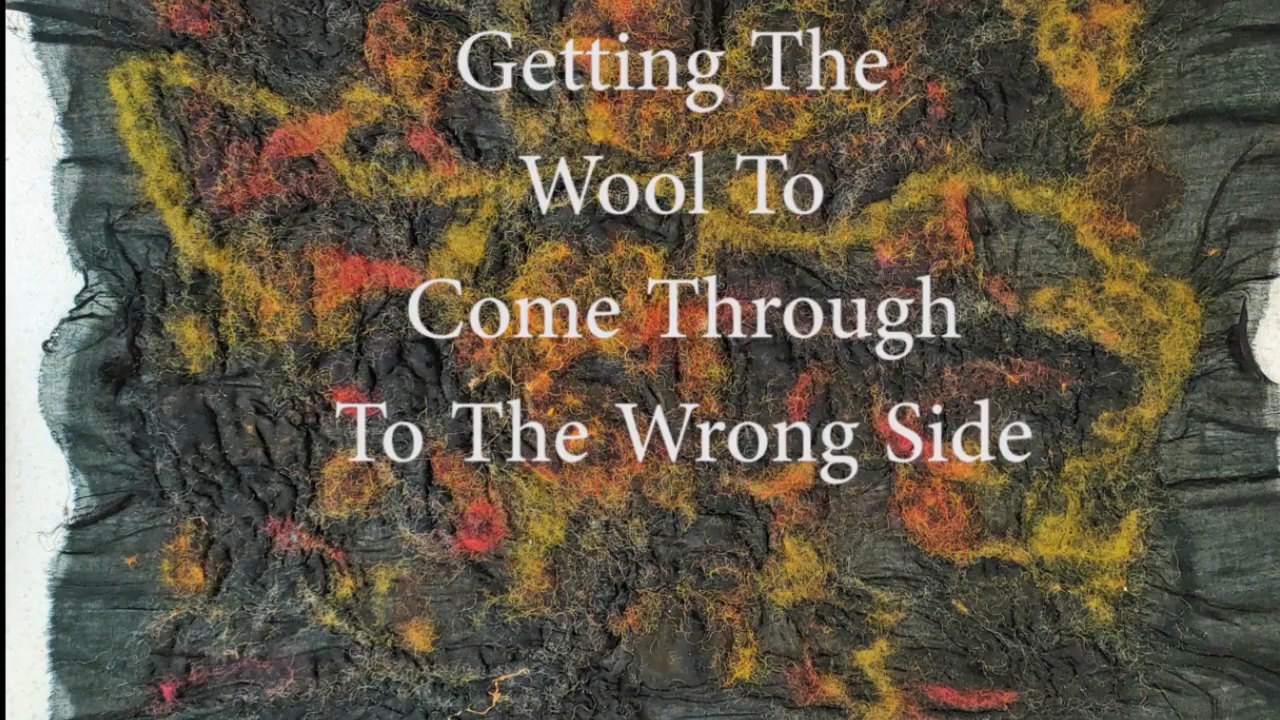 Getting The
Wool To
Come Through
To The Wrong Side